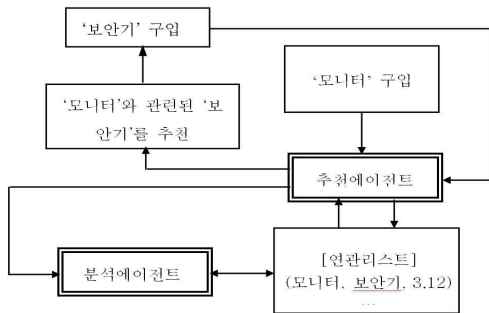 ‘보안기’ 구입
‘모니터’ 구입
‘모니터’와 관련된 ‘보
안기’를 추천
추천에이전트
분석에이전트
[연관리스트]
(모니터, 보안기, 3.12)
...